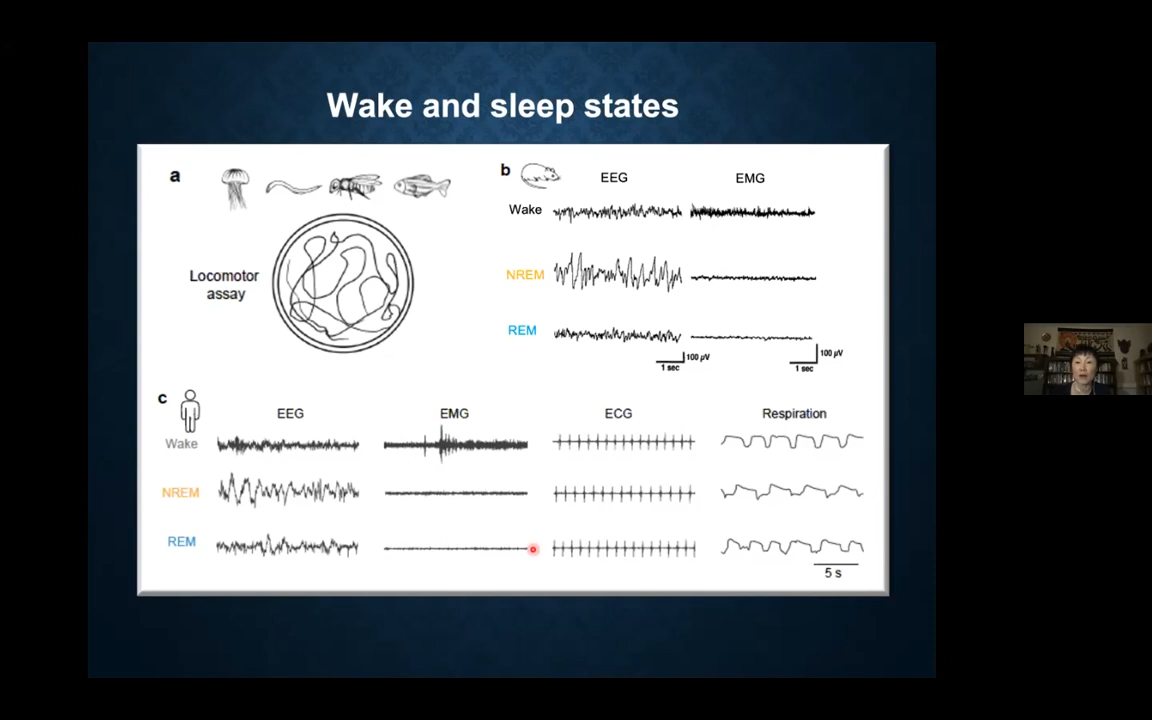 Wake and sleep states
a
Locomotor
assay
b
EEG EMG
Wake
NREM
REM
100 µV
1 sec
100 µV
1 sec
c
EEG EMG ECG Respiration
Wake
NREM
REM
5 s